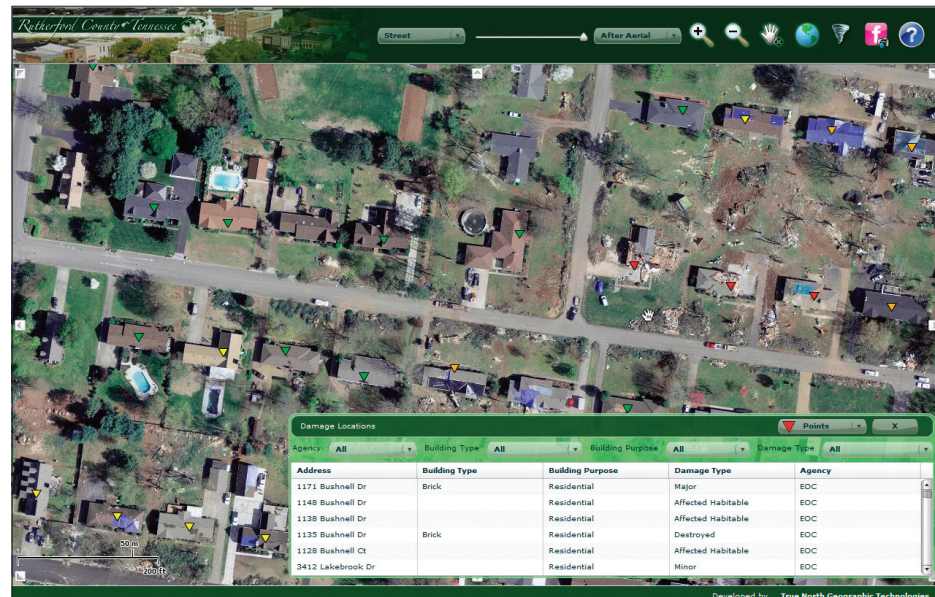 Rutherford County Tennessee
Street After Aerial f ?
50 m
200 ft
Damage Locations Points X
Agency All Building Type All Building Purpose All Damage Type All
Address Building Type Building Purpose Damage Type Agency
1171 Bushnell Dr Brick Residential Major EOC
1148 Bushnell Dr Residential Affected Habitable EOC
1138 Bushnell Dr Residential Affected Habitable EOC
1135 Bushnell Dr Brick Residential Destroyed EOC
1128 Bushnell Ct Residential Affected Habitable EOC
3412 Lakebrook Dr Residential Minor EOC
Developed by True North Geographic Technologies